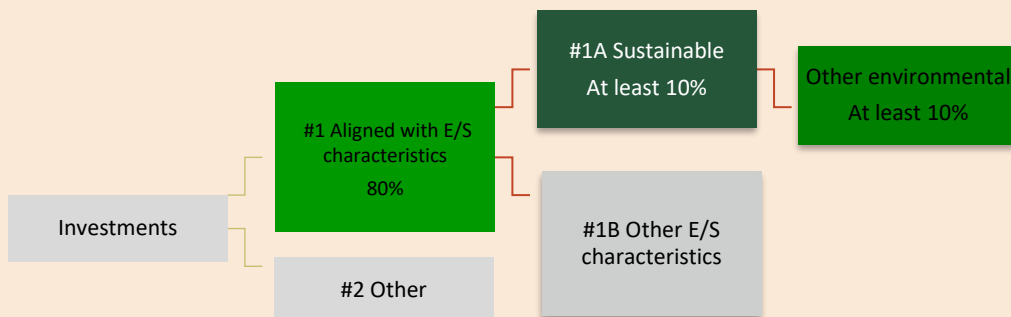 Investments
#1 Aligned with E/S
characteristics
80%
#2 Other
#1A Sustainable
At least 10%
#1B Other E/S
characteristics
Other environmental
At least 10%